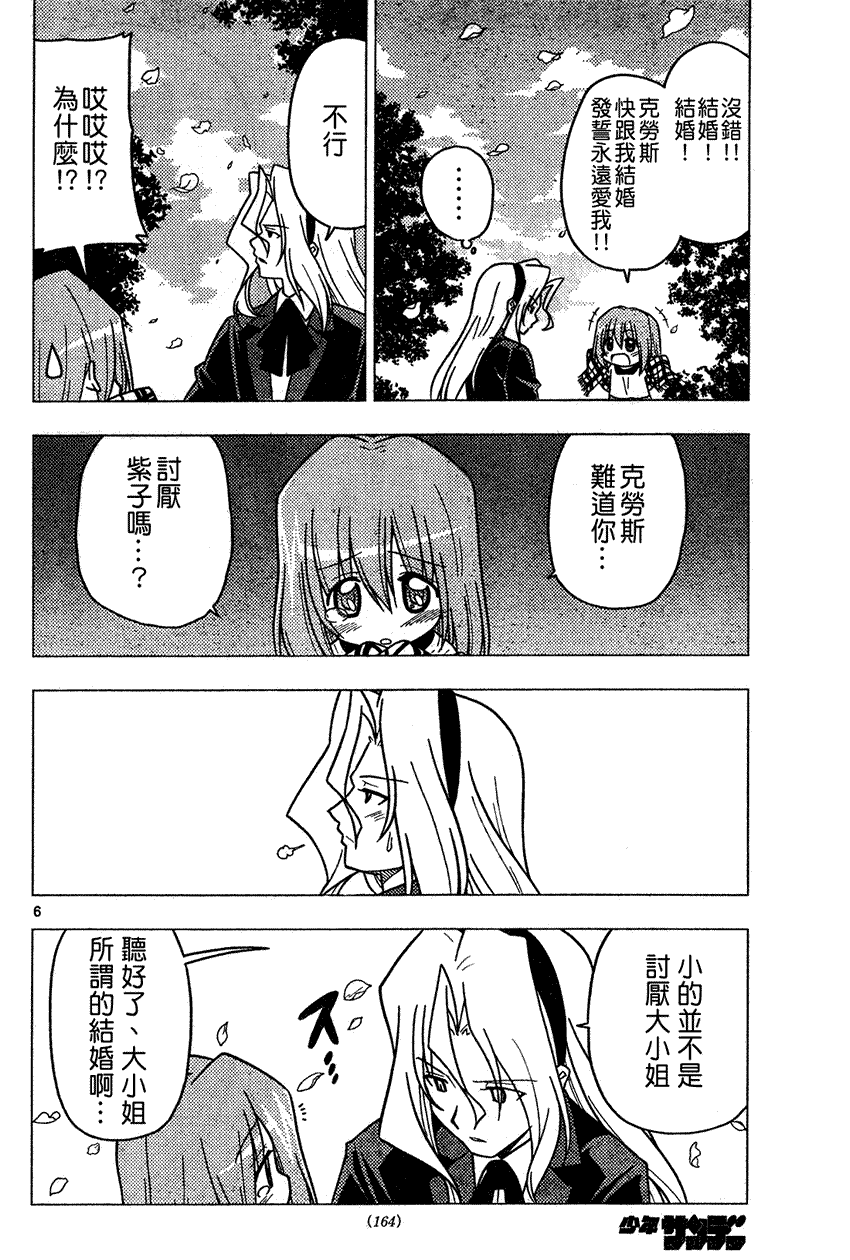 沒錯!!
結婚！
結婚！
克勞斯
快跟我結婚
發誓永遠愛我!!
……
不行
哎哎哎!?
為什麼!?
克勞斯
難道你…
討厭
紫子嗎…？
6
小的並不是
討厭大小姐
ス…
聽好了、大小姐
所謂的結婚啊…
(164)
少年サンデー